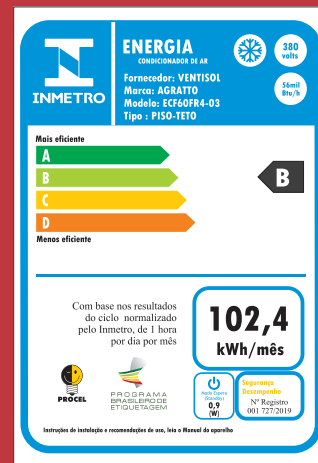 INMETRO
ENERGIA
CONDICIONADOR DE AR
Fornecedor: VENTISOL
Marca: AGRATTO
Modelo: ECF60FR4-03
Tipo : PISO-TETO
380
volts
56mil
Btu/h
Mais eficiente
A
B
C
D
Menos eficiente
B
Com base nos resultados
do ciclo normalizado
pelo Inmetro, de 1 hora
por dia por mês
102,4
kWh/mês
PROCEL
PROGRAMA
BRASILEIRO DE
ETIQUETAGEM
Modo Espera
(Standby)
0,9
(W)
Segurança
Desempenho
Nº Registro
001 727/2019
Instruções de instalação e recomendações de uso, leia o Manual do aparelho